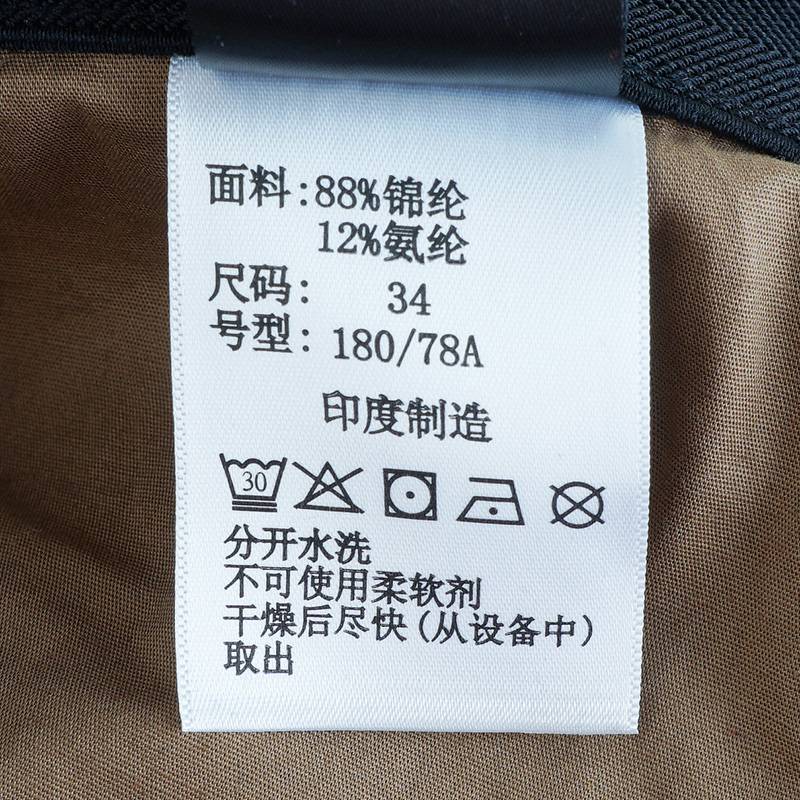 面料:88%锦纶
12%氨纶
尺码: 34
号型: 180/78A
印度制造
30
分开水洗
不可使用柔软剂
干燥后尽快(从设备中)
取出